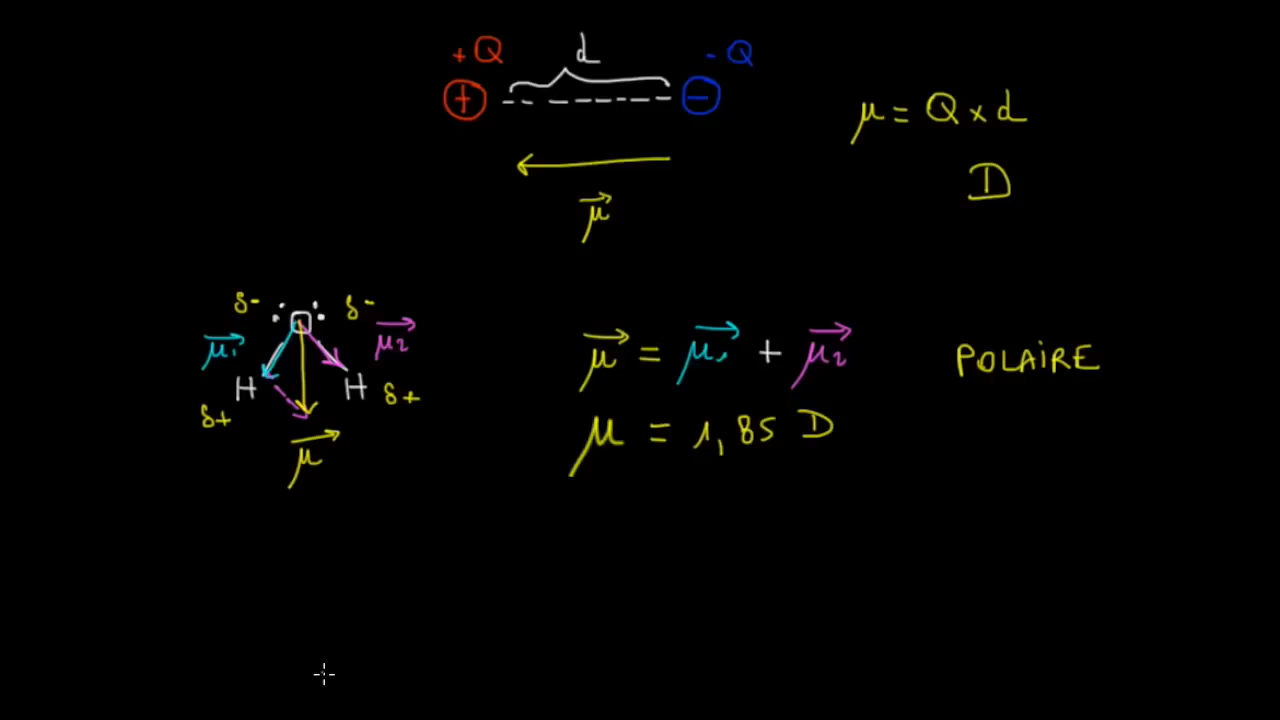 +Q d -Q
+ - - - - - - - -
μ = Q × d
D
μ⃗
δ- O δ-
μ⃗₁ μ⃗₂
H H
δ+ δ+
μ⃗
μ⃗ = μ⃗₁ + μ⃗₂
POLAIRE
μ = 1,85 D